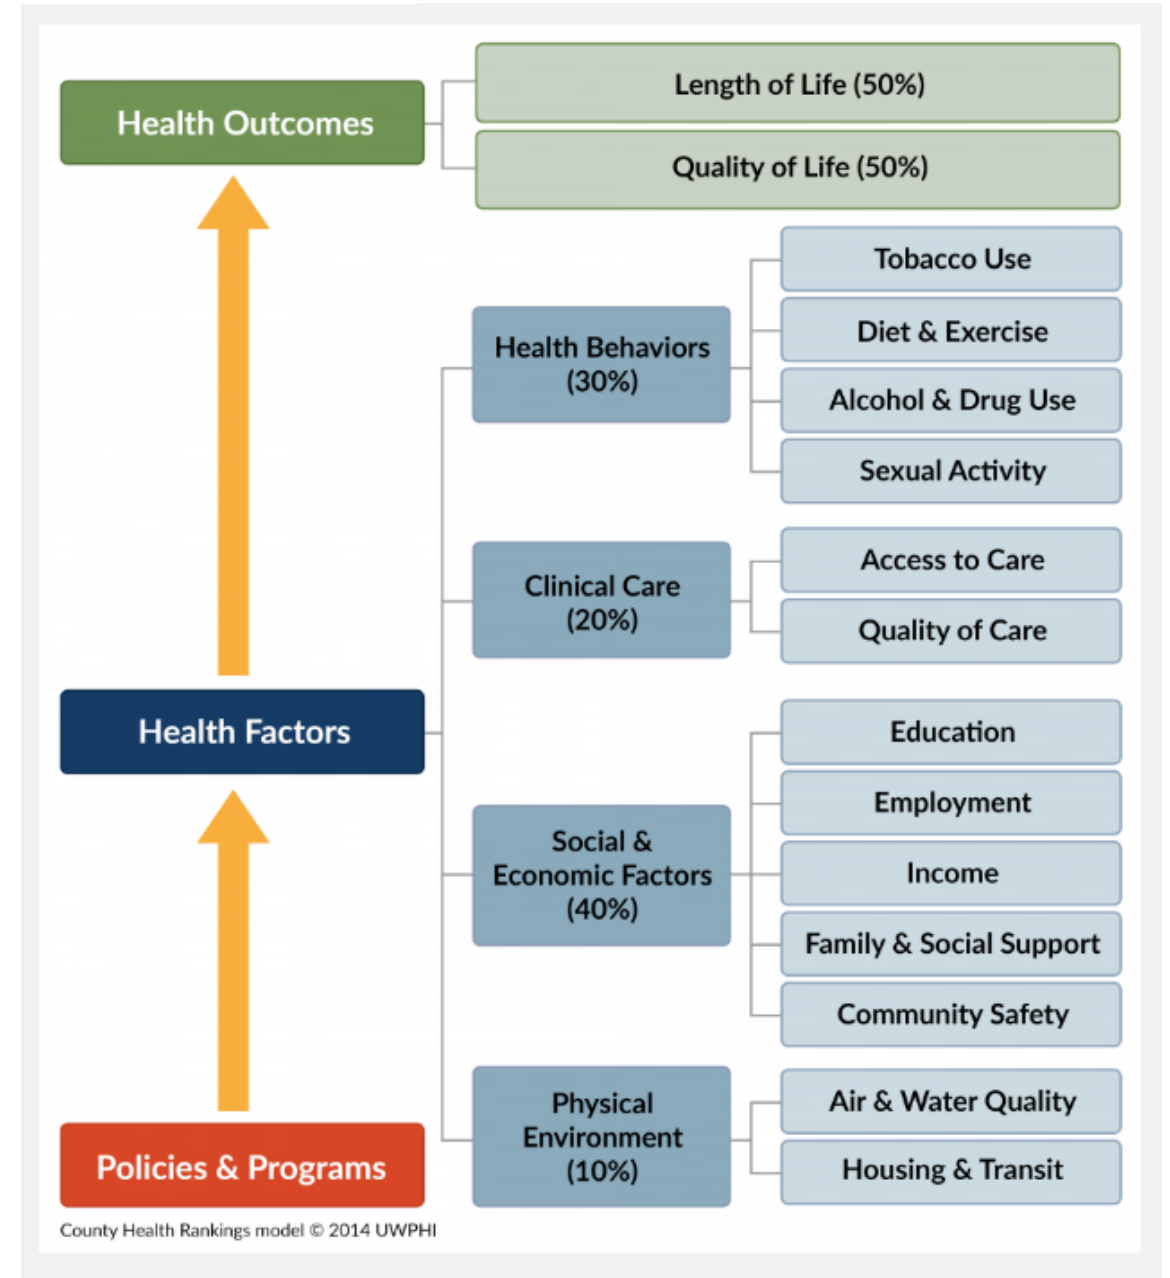 Health Outcomes
Length of Life (50%)
Quality of Life (50%)
Health Factors
Health Behaviors
(30%)
Tobacco Use
Diet & Exercise
Alcohol & Drug Use
Sexual Activity
Clinical Care
(20%)
Access to Care
Quality of Care
Social &
Economic Factors
(40%)
Education
Employment
Income
Family & Social Support
Community Safety
Physical
Environment
(10%)
Air & Water Quality
Housing & Transit
Policies & Programs
County Health Rankings model © 2014 UWPHI